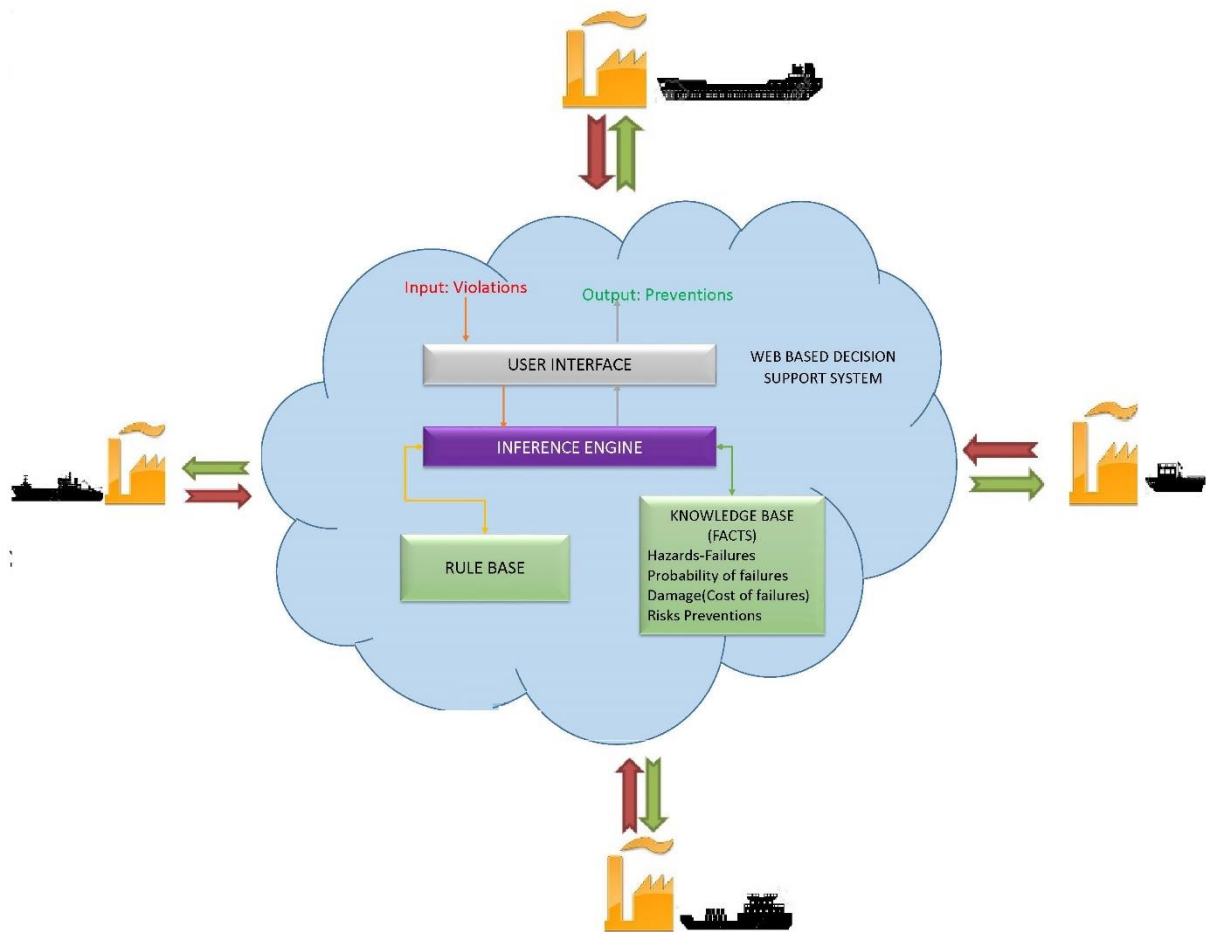 Input: Violations
Output: Preventions
USER INTERFACE
WEB BASED DECISION
SUPPORT SYSTEM
INFERENCE ENGINE
RULE BASE
KNOWLEDGE BASE
(FACTS)
Hazards-Failures
Probability of failures
Damage(Cost of failures)
Risks Preventions